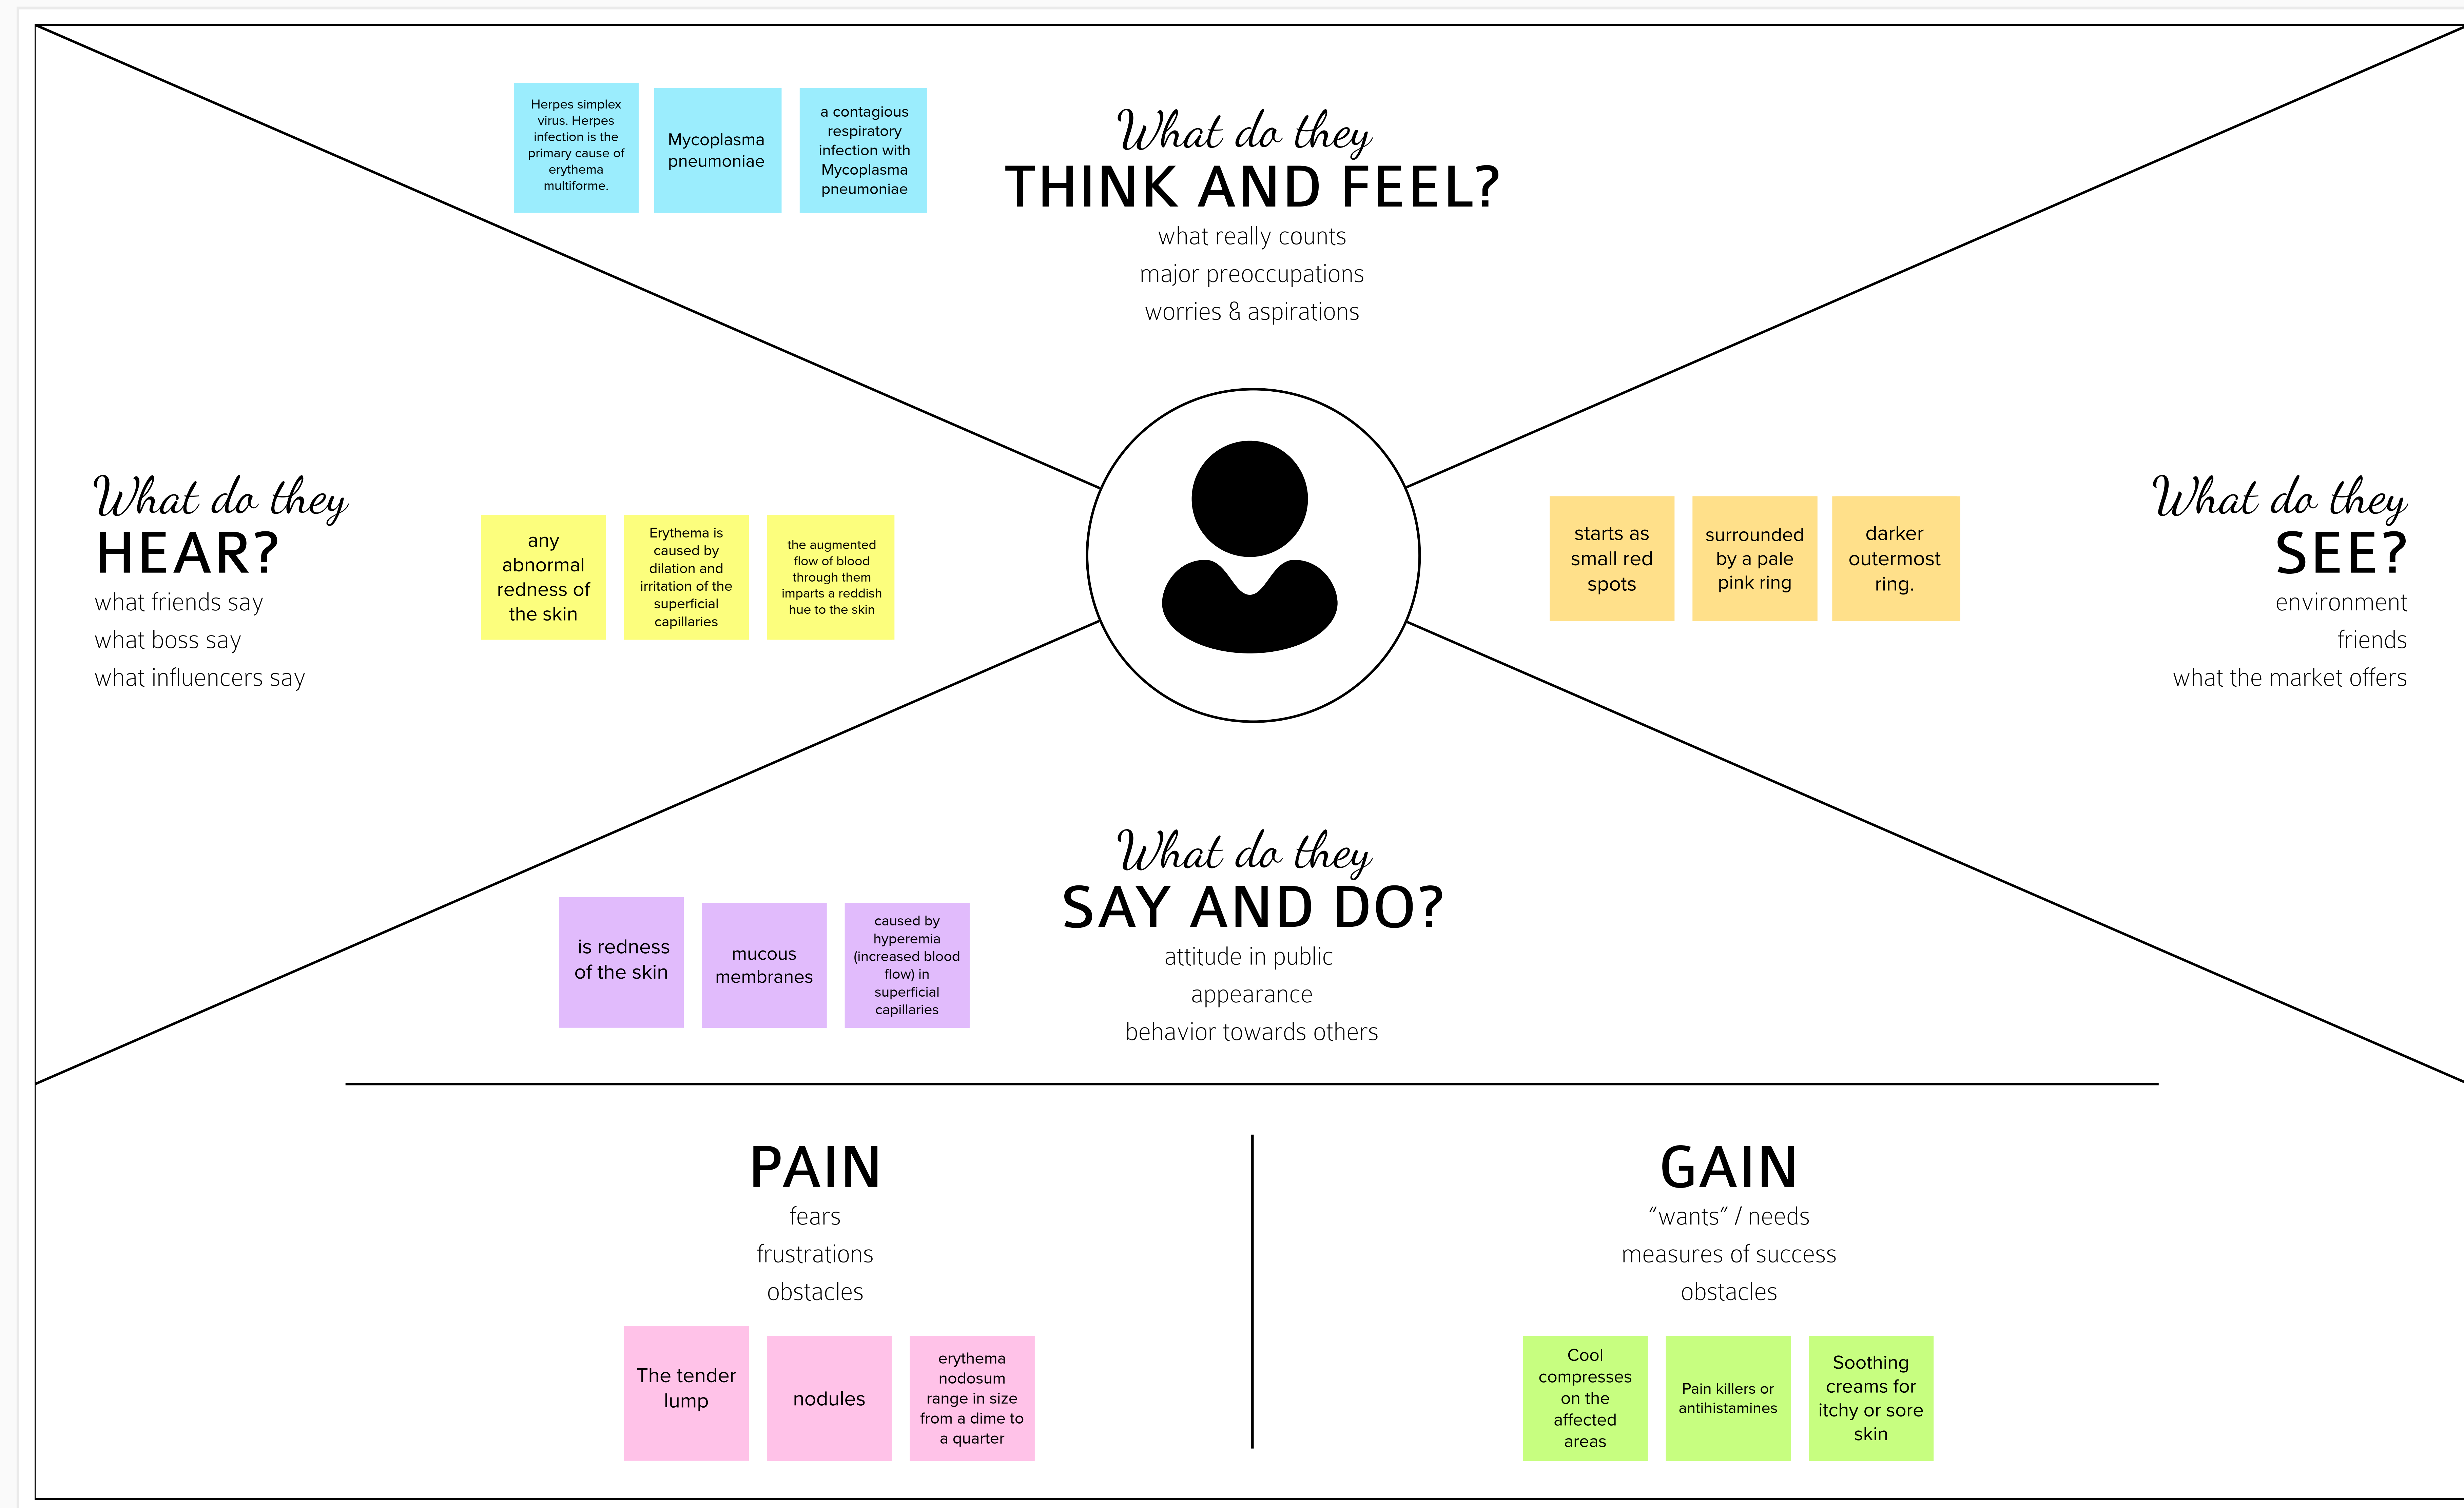 Herpes simplex
virus. Herpes
infection is the
primary cause of
erythema
multiforme.
Mycoplasma
pneumoniae
a contagious
respiratory
infection with
Mycoplasma
pneumoniae
What do they
THINK AND FEEL?
what really counts
major preoccupations
worries & aspirations
What do they
HEAR?
what friends say
what boss say
what influencers say
any
abnormal
redness of
the skin
Erythema is
caused by
dilation and
irritation of the
superficial
capillaries
the augmented
flow of blood
through them
imparts a reddish
hue to the skin
starts as
small red
spots
surrounded
by a pale
pink ring
darker
outermost
ring.
What do they
SEE?
environment
friends
what the market offers
What do they
SAY AND DO?
attitude in public
appearance
behavior towards others
is redness
of the skin
mucous
membranes
caused by
hyperemia
(increased blood
flow) in
superficial
capillaries
PAIN
fears
frustrations
obstacles
The tender
lump
nodules
erythema
nodosum
range in size
from a dime to
a quarter
GAIN
“wants” / needs
measures of success
obstacles
Cool
compresses
on the
affected
areas
Pain killers or
antihistamines
Soothing
creams for
itchy or sore
skin